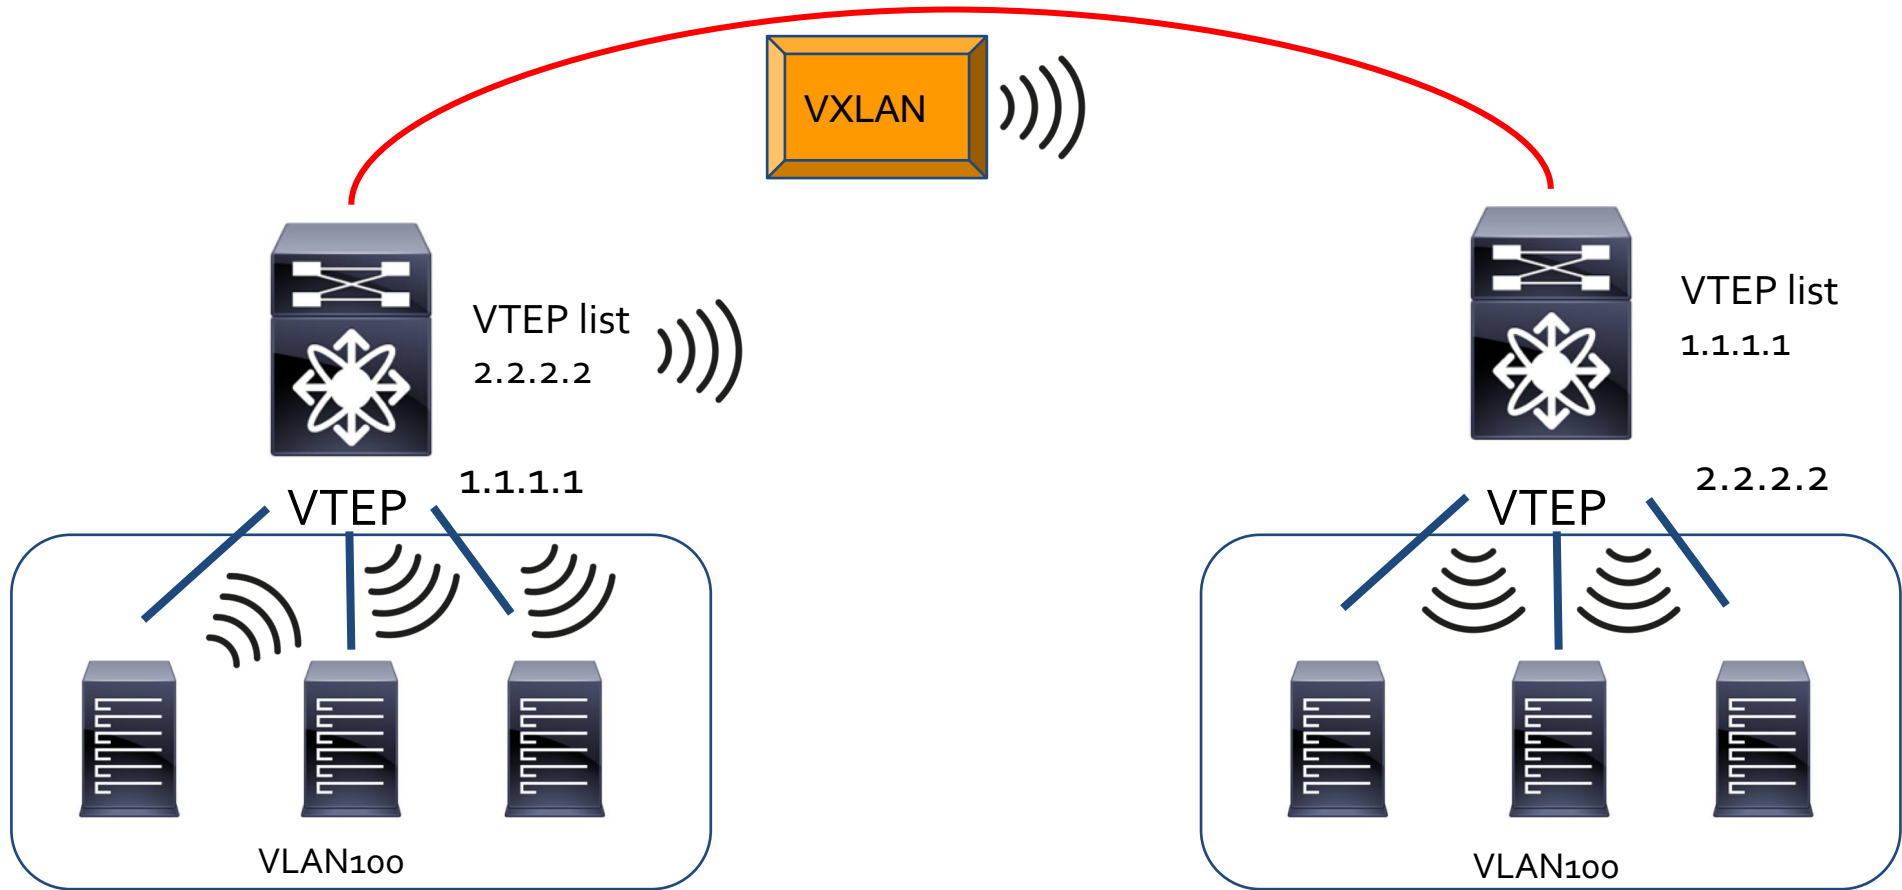 VXLAN
VTEP list
2.2.2.2
VTEP list
1.1.1.1
VTEP
1.1.1.1
VTEP
2.2.2.2
VLAN100
VLAN100